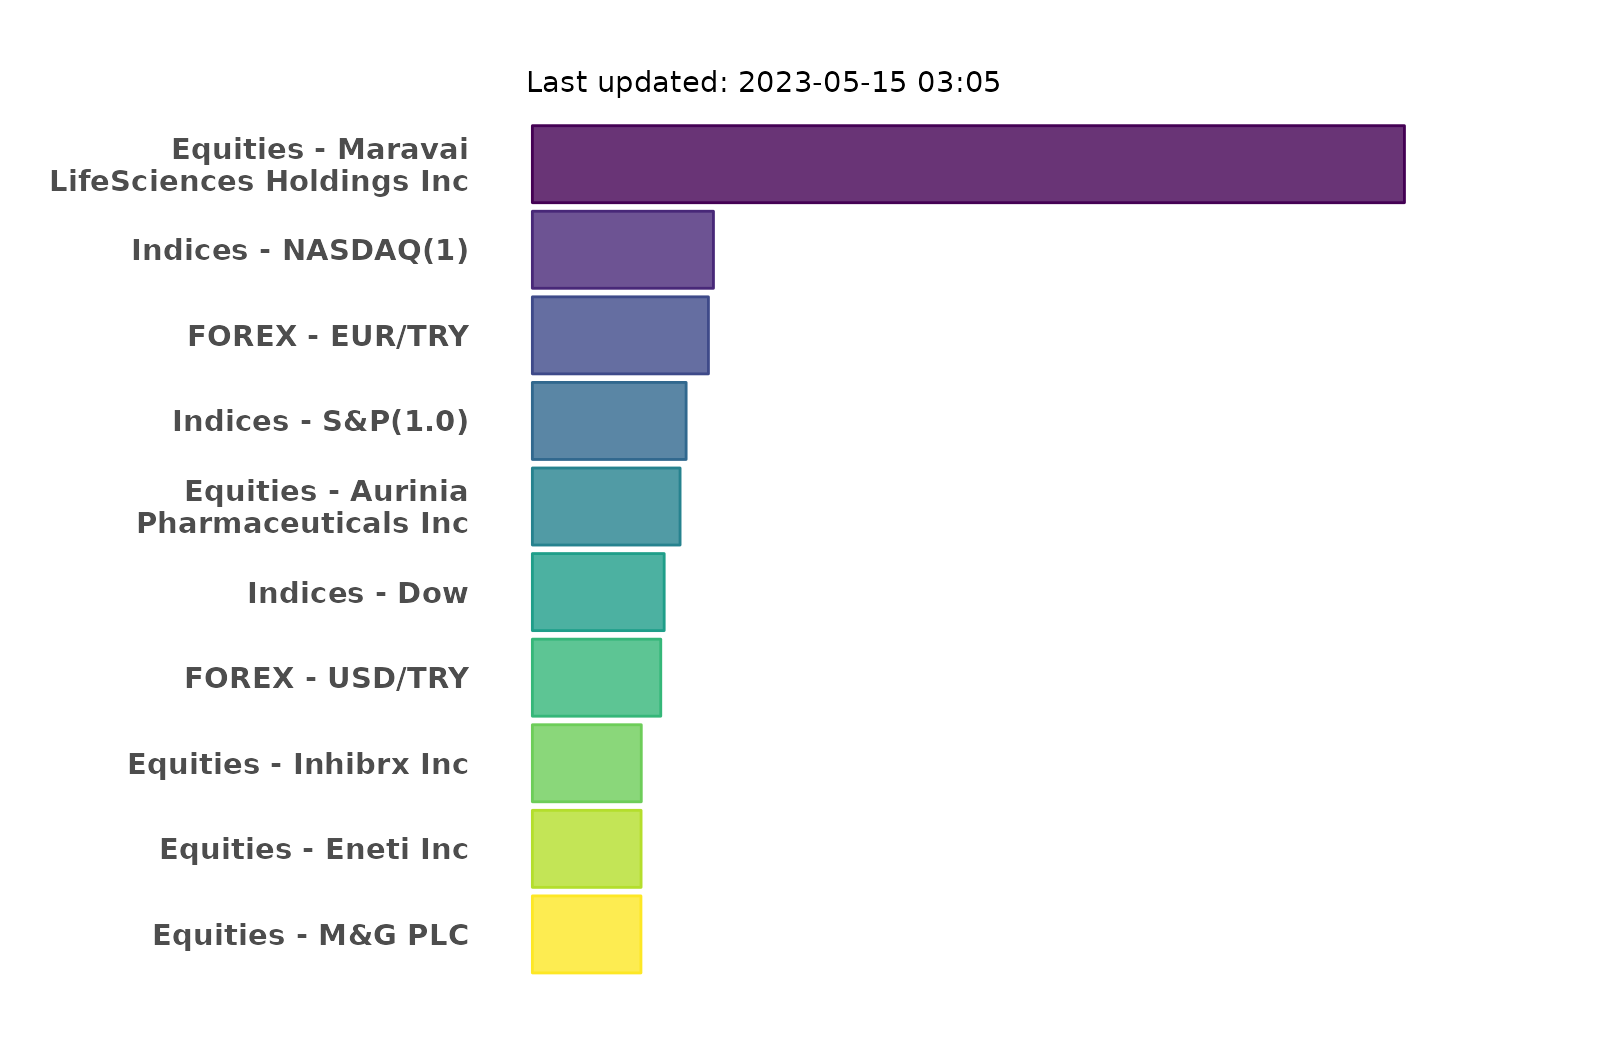 Last updated: 2023-05-15 03:05
Equities - Maravai
LifeSciences Holdings Inc
Indices - NASDAQ(1)
FOREX - EUR/TRY
Indices - S&P(1.0)
Equities - Aurinia
Pharmaceuticals Inc
Indices - Dow
FOREX - USD/TRY
Equities - Inhibrx Inc
Equities - Eneti Inc
Equities - M&G PLC